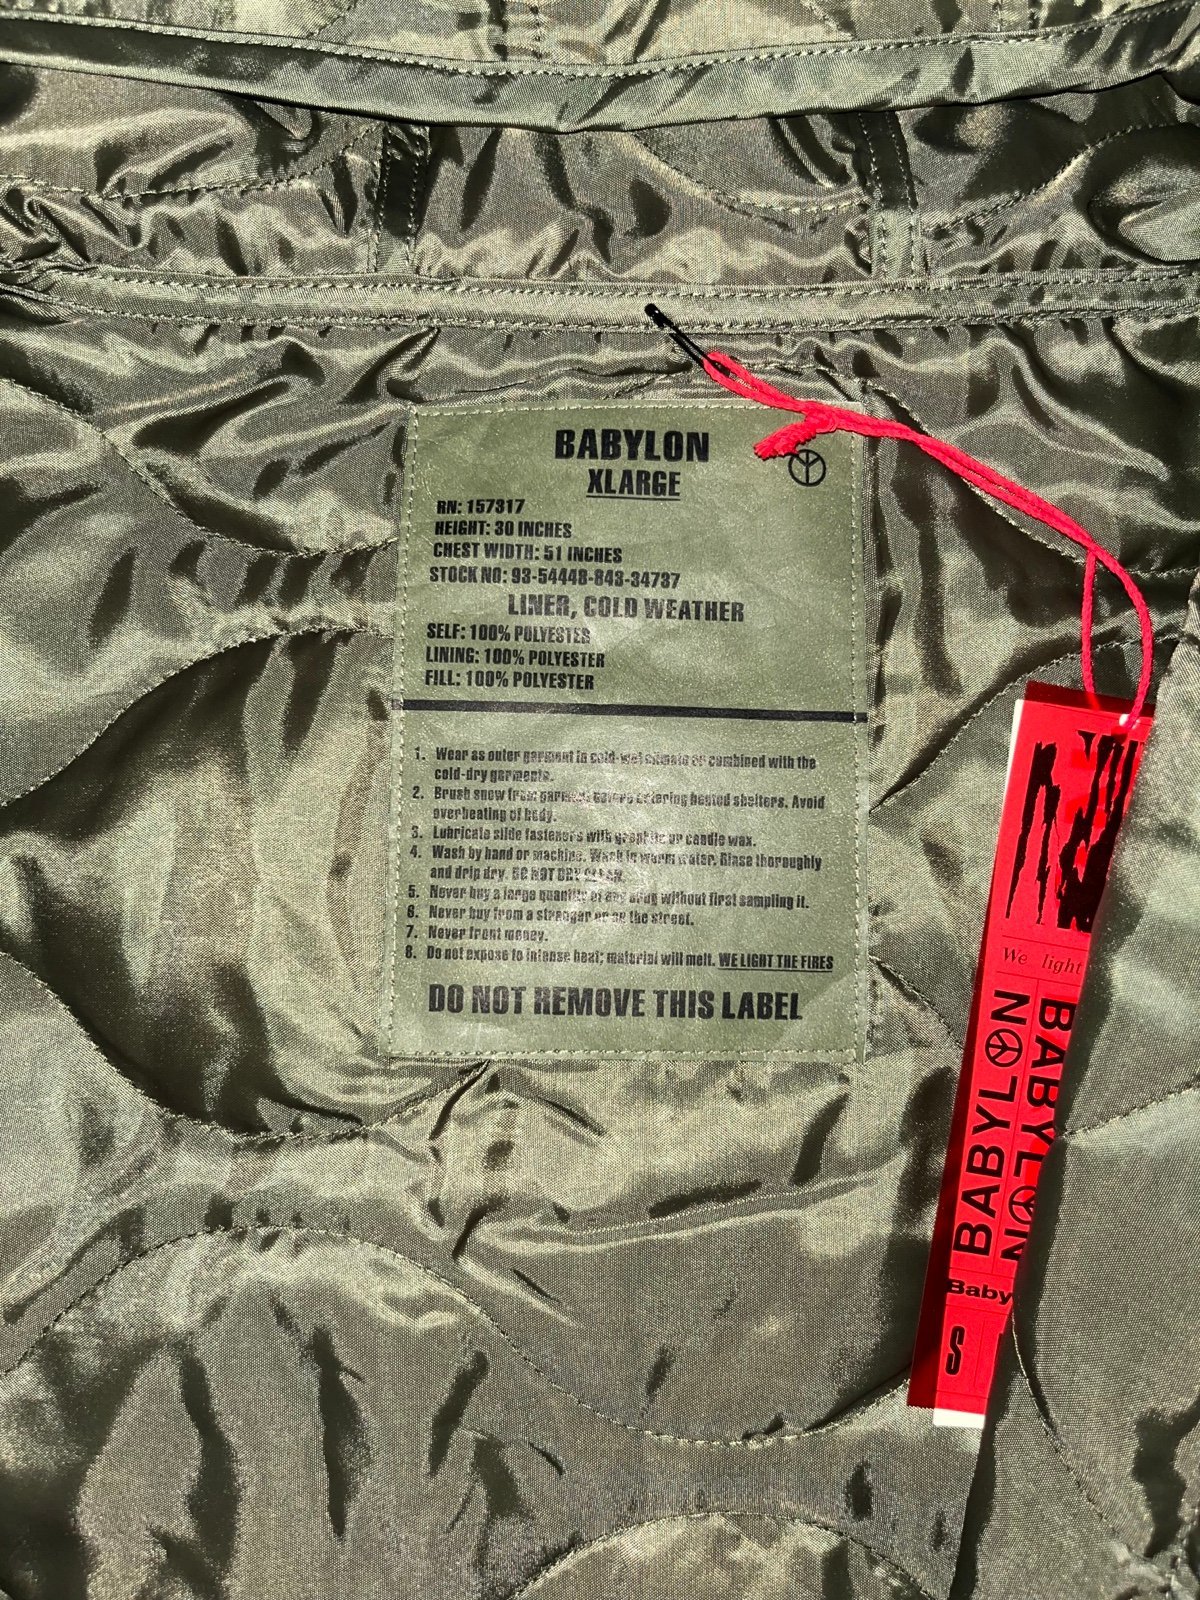 BABYLON
XLARGE
RN: 157317
HEIGHT: 30 INCHES
CHEST WIDTH: 51 INCHES
STOCK NO: 93-54448-843-34737
LINER, COLD WEATHER
SELF: 100% POLYESTER
LINING: 100% POLYESTER
FILL: 100% POLYESTER
1. Wear as outer garment in cold-wet climate or combined with the
cold-dry garments.
2. Brush snow from garment before entering heated shelters. Avoid
overheating of body.
3. Lubricate slide fasteners with graphite or candle wax.
4. Wash by hand or machine. Wash in warm water. Rinse thoroughly
and drip dry. DO NOT DRY CLEAN.
5. Never buy a large quantity of any drug without first sampling it.
6. Never buy from a stranger or on the street.
7. Never front money.
8. Do not expose to intense heat; material will melt. WE LIGHT THE FIRES
DO NOT REMOVE THIS LABEL
We light
BABYLON
BABYLON
Baby